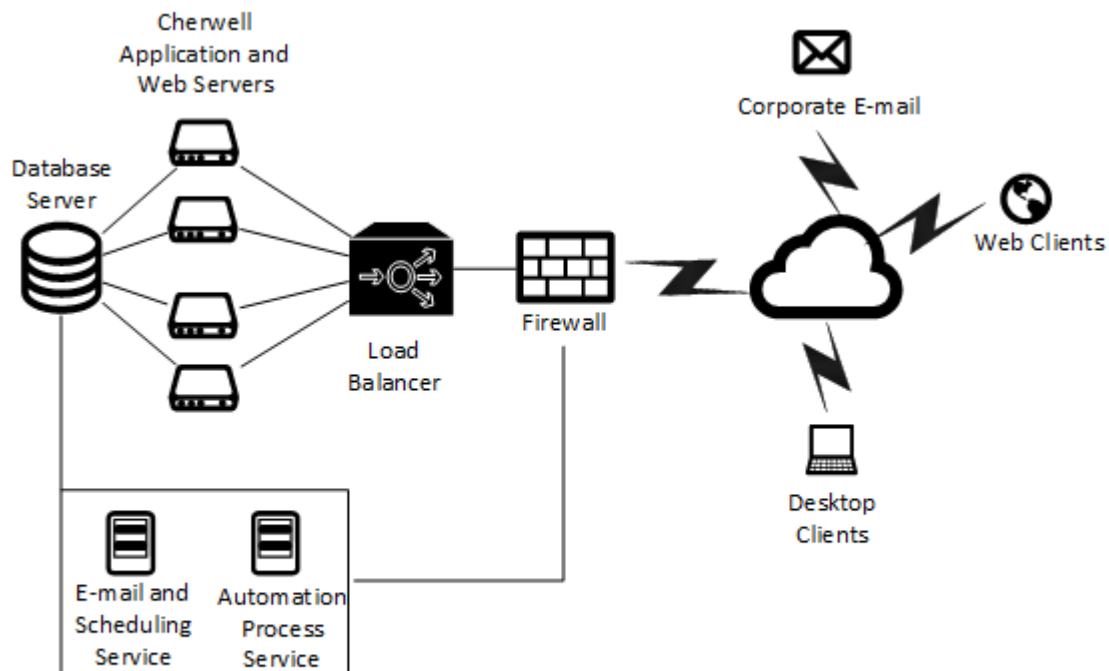 Cherwell
Application and
Web Servers
Database
Server
Load
Balancer
Firewall
Corporate E-mail
Web Clients
Desktop
Clients
E-mail and
Scheduling
Service
Automation
Process
Service